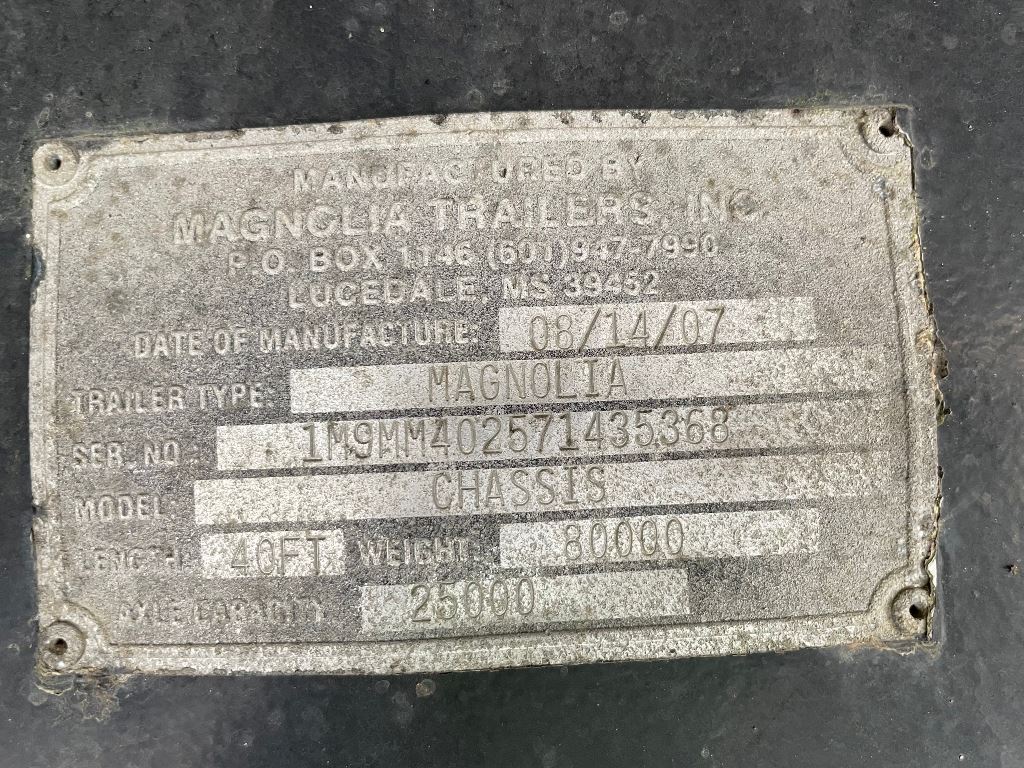 MANUFACTURED BY
MAGNOLIA TRAILERS, INC.
P.O. BOX 1146 (601)947-7990
LUCEDALE, MS 39452
DATE OF MANUFACTURE: 08/14/07
TRAILER TYPE: MAGNOLIA
SER. NO 1M9MM402571435368
MODEL: CHASSIS
LENGTH: 40FT WEIGHT: 80000
AXLE CAPACITY 25000